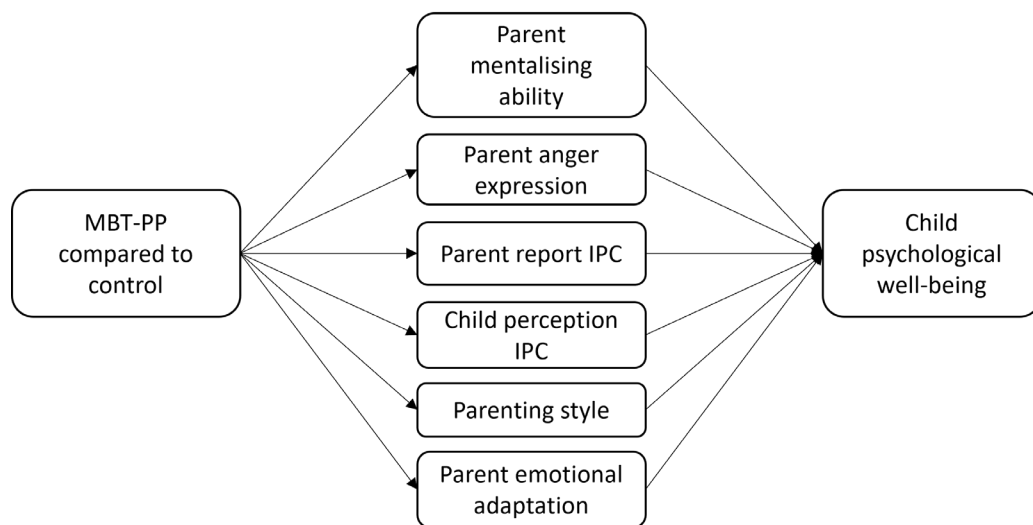 MBT-PP
compared to
control
Parent
mentalising
ability
Parent anger
expression
Parent report IPC
Child perception
IPC
Parenting style
Parent emotional
adaptation
Child
psychological
well-being